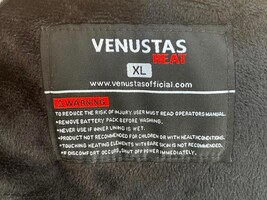 VENUSTAS
HEAT
XL
www.venustasofficial.com
⚠WARNING
TO REDUCE THE RISK OF INJURY, USER MUST READ OPERATORS MANUAL.
•REMOVE BATTERY PACK BEFORE WASHING.
•NEVER USE IF INNER LINING IS WET.
•PRODUCT NOT RECOMMENDED FOR CHILDREN OR WITH HEALTH CONDITIONS.
•TOUCHING HEATING ELEMENTS WITH BARE SKIN IS NOT RECOMMENDED.
•IF DISCOMFORT OCCURS, SHUT OFF POWER IMMEDIATELY.